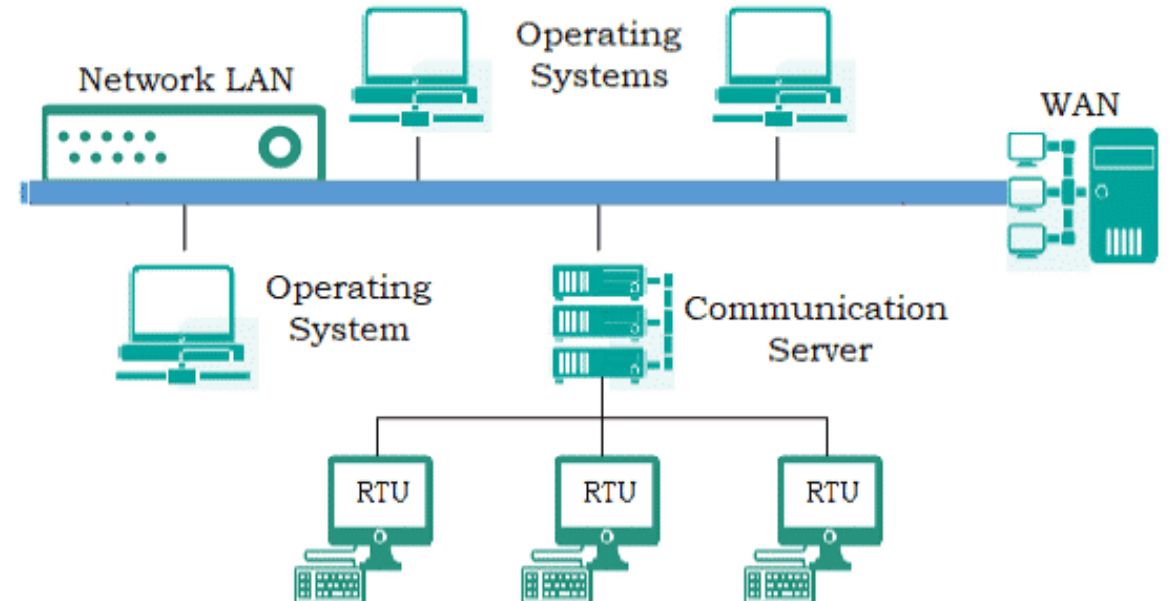 Operating
Systems
Network LAN
WAN
Operating
System
Communication
Server
RTU
RTU
RTU